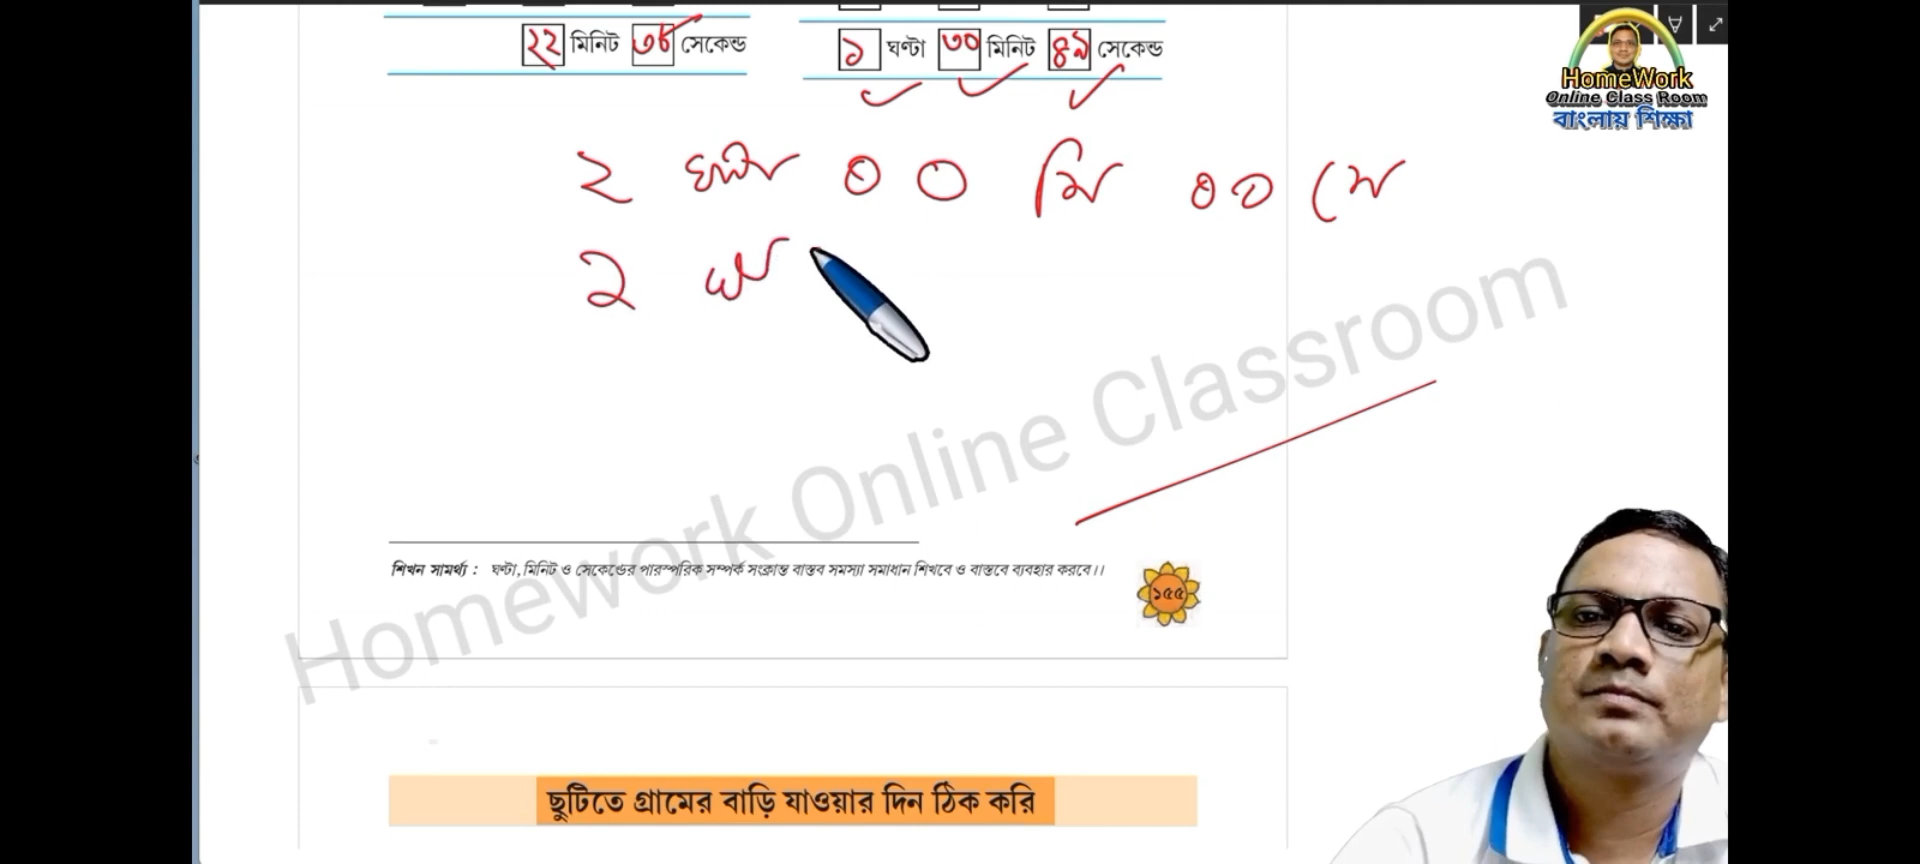 ২২ মিনিট ৩৮ সেকেন্ড
১ ঘণ্টা ৩০ মিনিট ৪৯ সেকেন্ড
HomeWork
Online Class Room
বাংলায় শিক্ষা
২ ঘণ্টা ০০ মি ০০ সে
২ ঘ
Homework Online Classroom
শিখন সামর্থ্য : ঘণ্টা, মিনিট ও সেকেন্ডের পারস্পরিক সম্পর্ক সংক্রান্ত বাস্তব সমস্যা সমাধান শিখবে ও বাস্তবে ব্যবহার করবে।।
১৫৫
ছুটিতে গ্রামের বাড়ি যাওয়ার দিন ঠিক করি